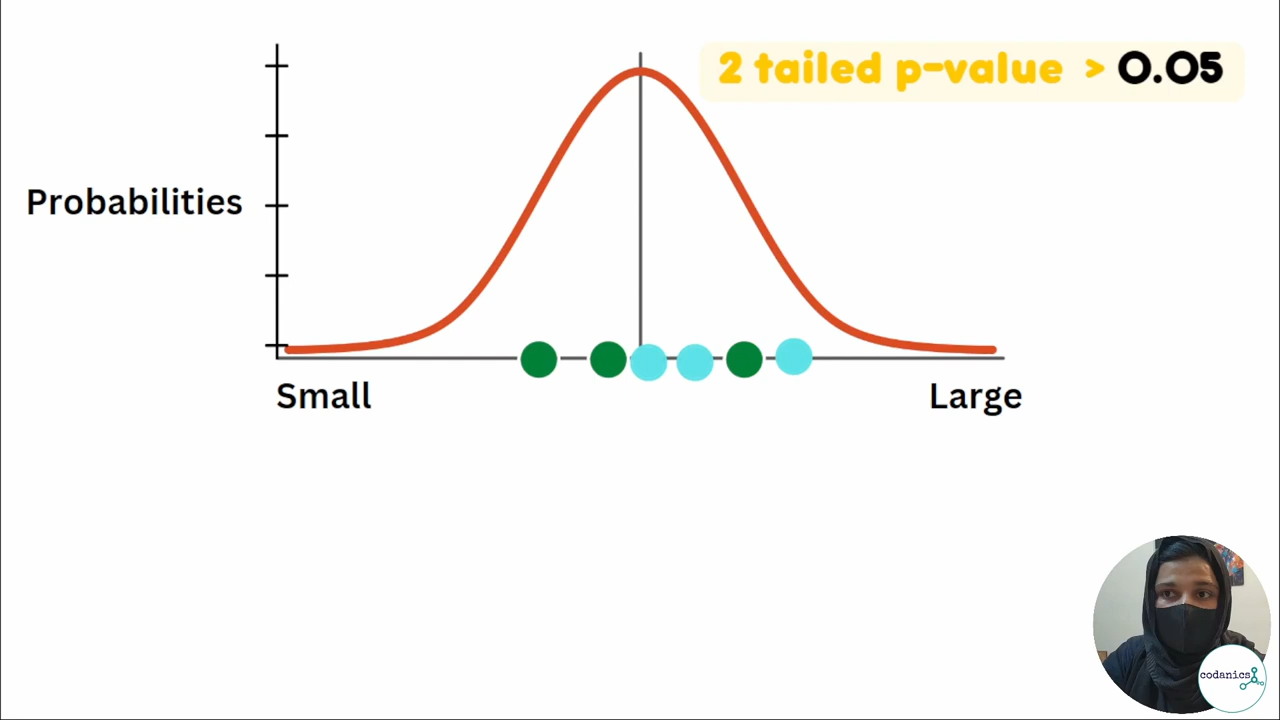 2 tailed p-value > 0.05
Probabilities
Small
Large
codanics